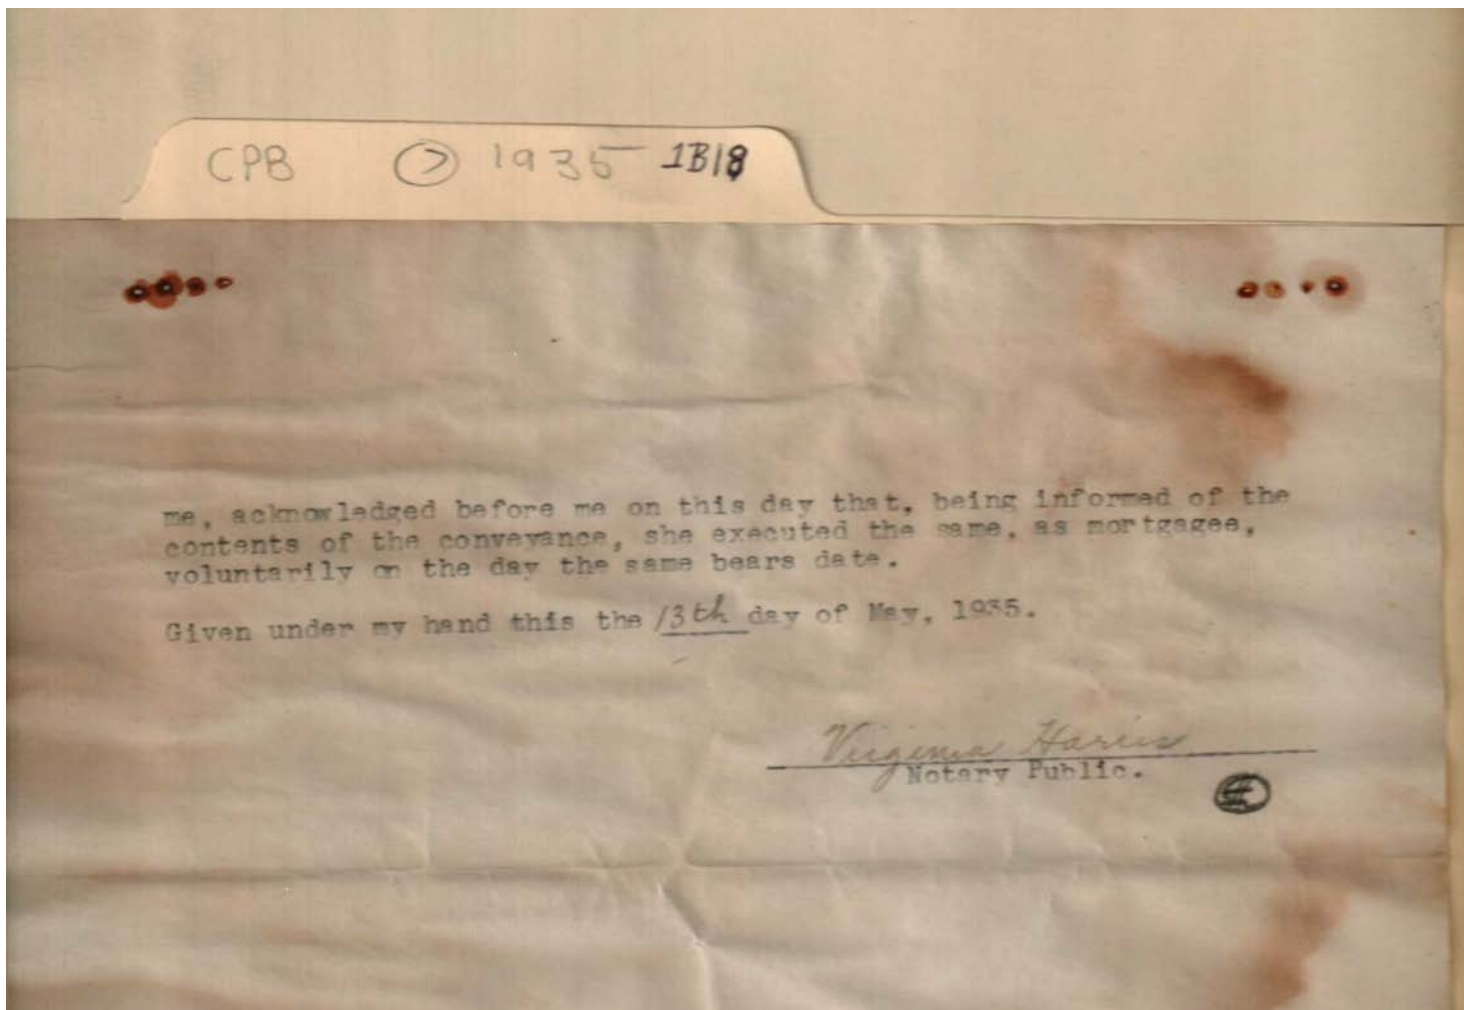 CPB > 1935 1B18
me, acknowledged before me on this day that, being informed of the
contents of the conveyance, she executed the same, as mortgagee,
voluntarily on the day the same bears date.
Given under my hand this the 13th day of May, 1935.
Virginia Harris
Notary Public.